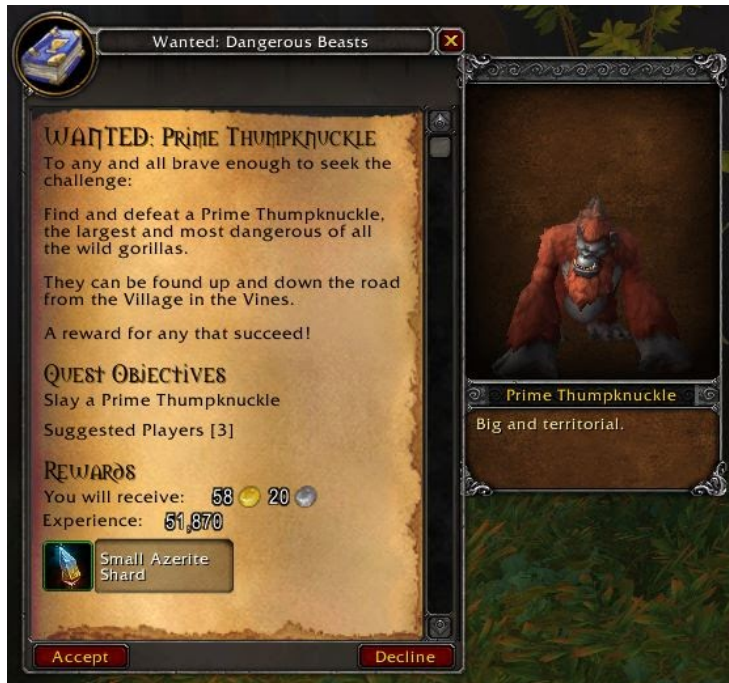 Wanted: Dangerous Beasts
WANTED: PRIME THUMPKNUCKLE
To any and all brave enough to seek the
challenge:
Find and defeat a Prime Thumpknuckle,
the largest and most dangerous of all
the wild gorillas.
They can be found up and down the road
from the Village in the Vines.
A reward for any that succeed!
QUEST OBJECTIVES
Slay a Prime Thumpknuckle
Suggested Players [3]
REWARDS
You will receive: 58 20
Experience: 51,870
Small Azerite
Shard
Accept
Decline
Prime Thumpknuckle
Big and territorial.